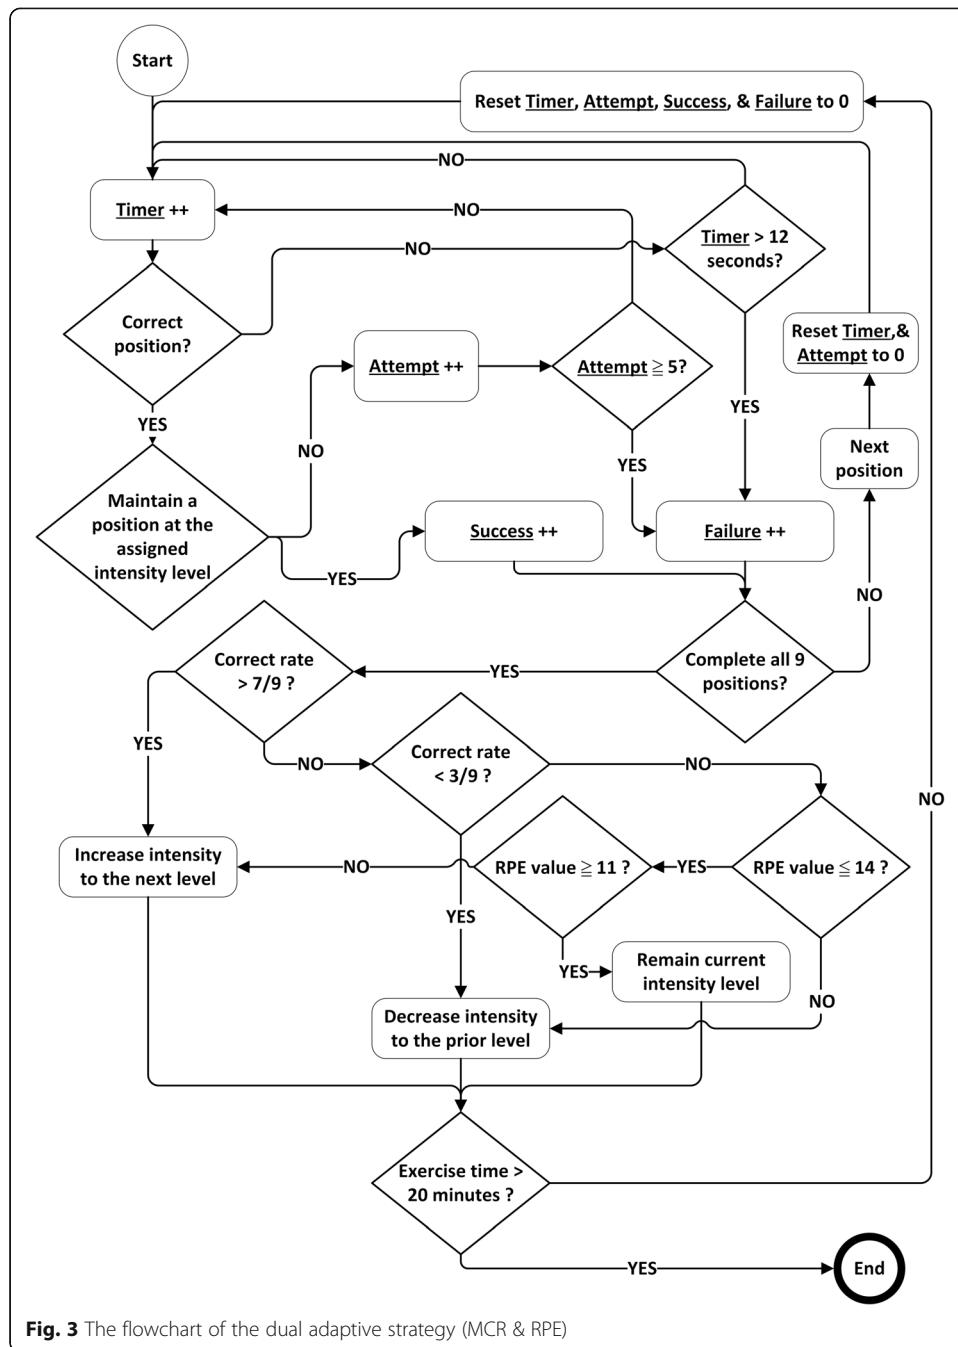 Start
Reset Timer, Attempt, Success, & Failure to 0
NO
Timer ++
NO
NO
Timer > 12
seconds?
Correct
position?
Reset Timer,&
Attempt to 0
Attempt ++
Attempt ≧ 5?
YES
YES
NO
YES
Next
position
Maintain a
position at the
assigned
intensity level
Success ++
Failure ++
YES
NO
Correct rate
> 7/9 ?
YES
Complete all 9
positions?
YES
NO
Correct rate
< 3/9 ?
NO
NO
Increase intensity
to the next level
NO
RPE value ≧ 11 ?
YES
RPE value ≦ 14 ?
YES
YES
Remain current
intensity level
NO
Decrease intensity
to the prior level
Exercise time >
20 minutes ?
YES
End
Fig. 3 The flowchart of the dual adaptive strategy (MCR & RPE)